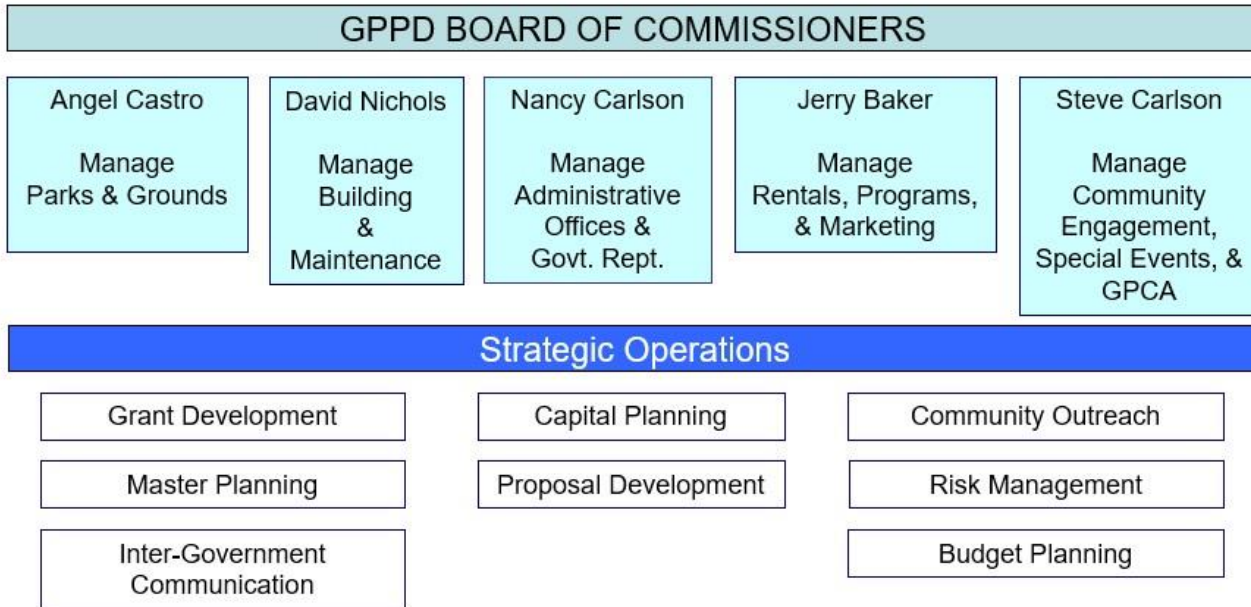 GPPD BOARD OF COMMISSIONERS
Angel Castro
Manage
Parks & Grounds
David Nichols
Manage
Building
&
Maintenance
Nancy Carlson
Manage
Administrative
Offices &
Govt. Rept.
Jerry Baker
Manage
Rentals, Programs,
& Marketing
Steve Carlson
Manage
Community
Engagement,
Special Events, &
GPCA
Strategic Operations
Grant Development
Capital Planning
Community Outreach
Master Planning
Proposal Development
Risk Management
Inter-Government
Communication
Budget Planning